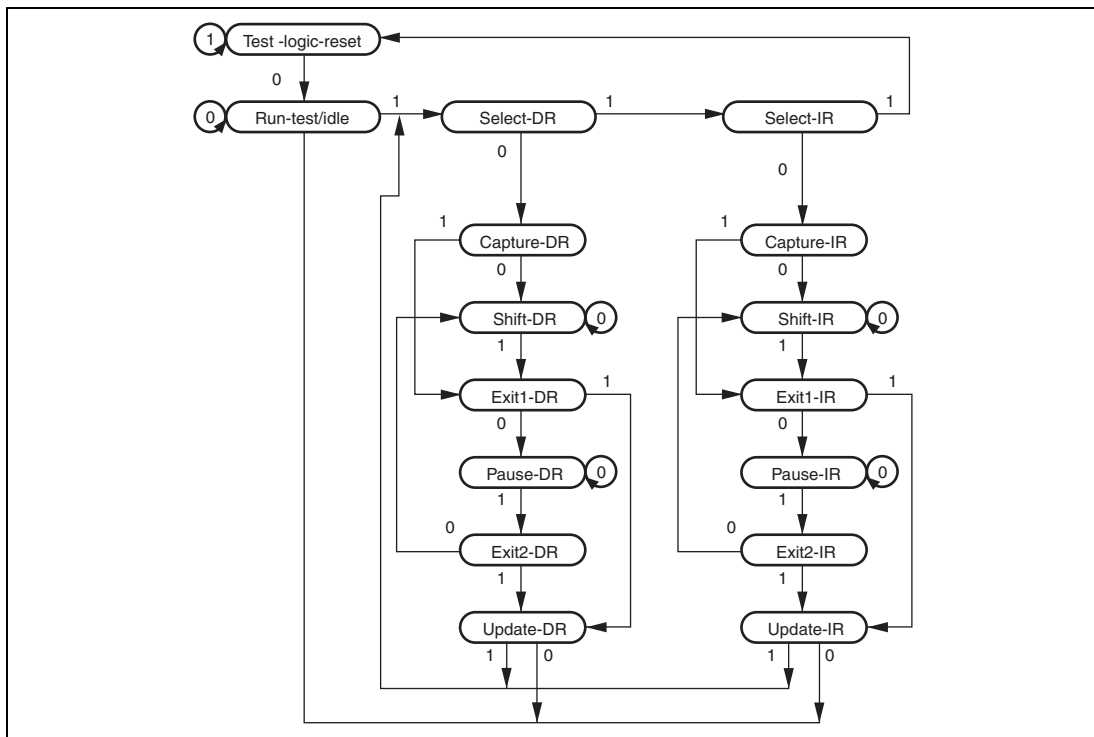 1 Test -logic-reset
0
0 Run-test/idle 1 Select-DR 1 Select-IR 1
0 0
1 1
Capture-DR Capture-IR
0 0
Shift-DR 0 Shift-IR 0
1 1
Exit1-DR 1 Exit1-IR 1
0 0
Pause-DR 0 Pause-IR 0
1 1
0 0
Exit2-DR Exit2-IR
1 1
Update-DR Update-IR
1 0 1 0